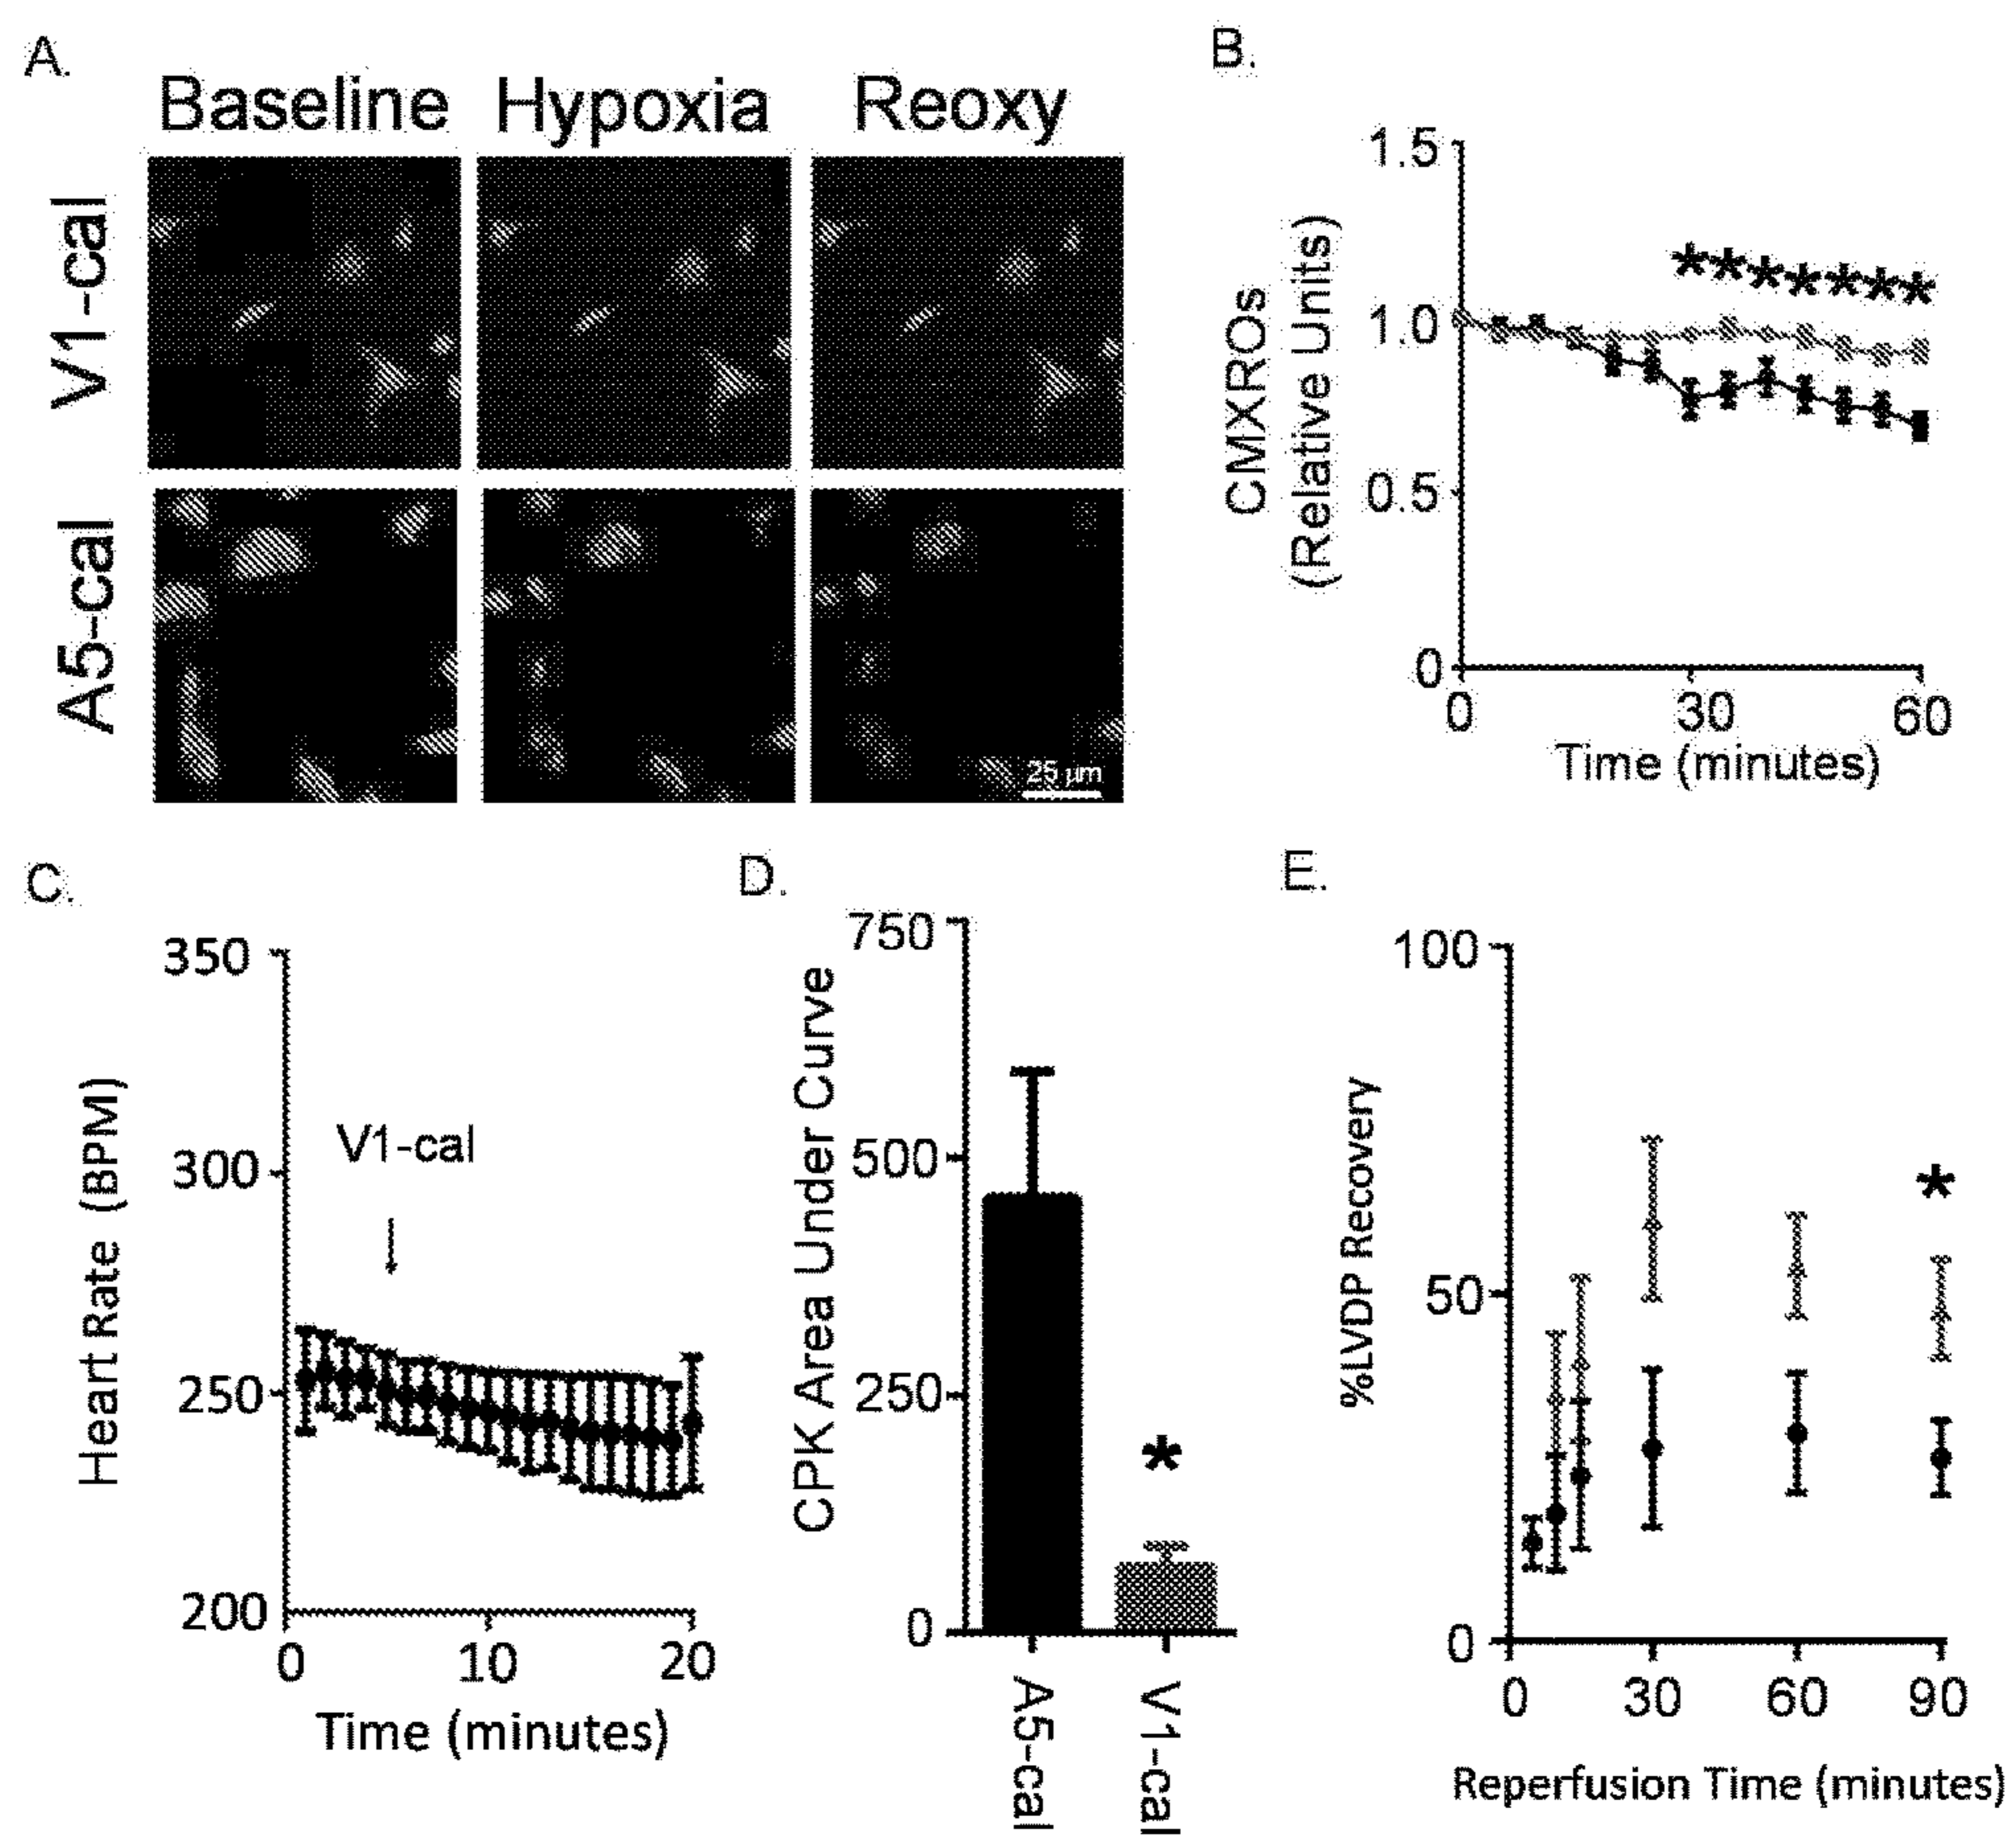 A.
Baseline Hypoxia Reoxy
V1-cal
A5-cal
25 µm
B.
CMXROs
(Relative Units)
1.5
1.0
0.5
0
0 30 60
Time (minutes)
* * * * * * *
C.
Heart Rate (BPM)
350
300
250
200
V1-cal
0 10 20
Time (minutes)
D.
CPK Area Under Curve
750
500
250
0
*
A5-cal
V1-cal
E.
%LVDP Recovery
100
50
0
*
0 30 60 90
Reperfusion Time (minutes)